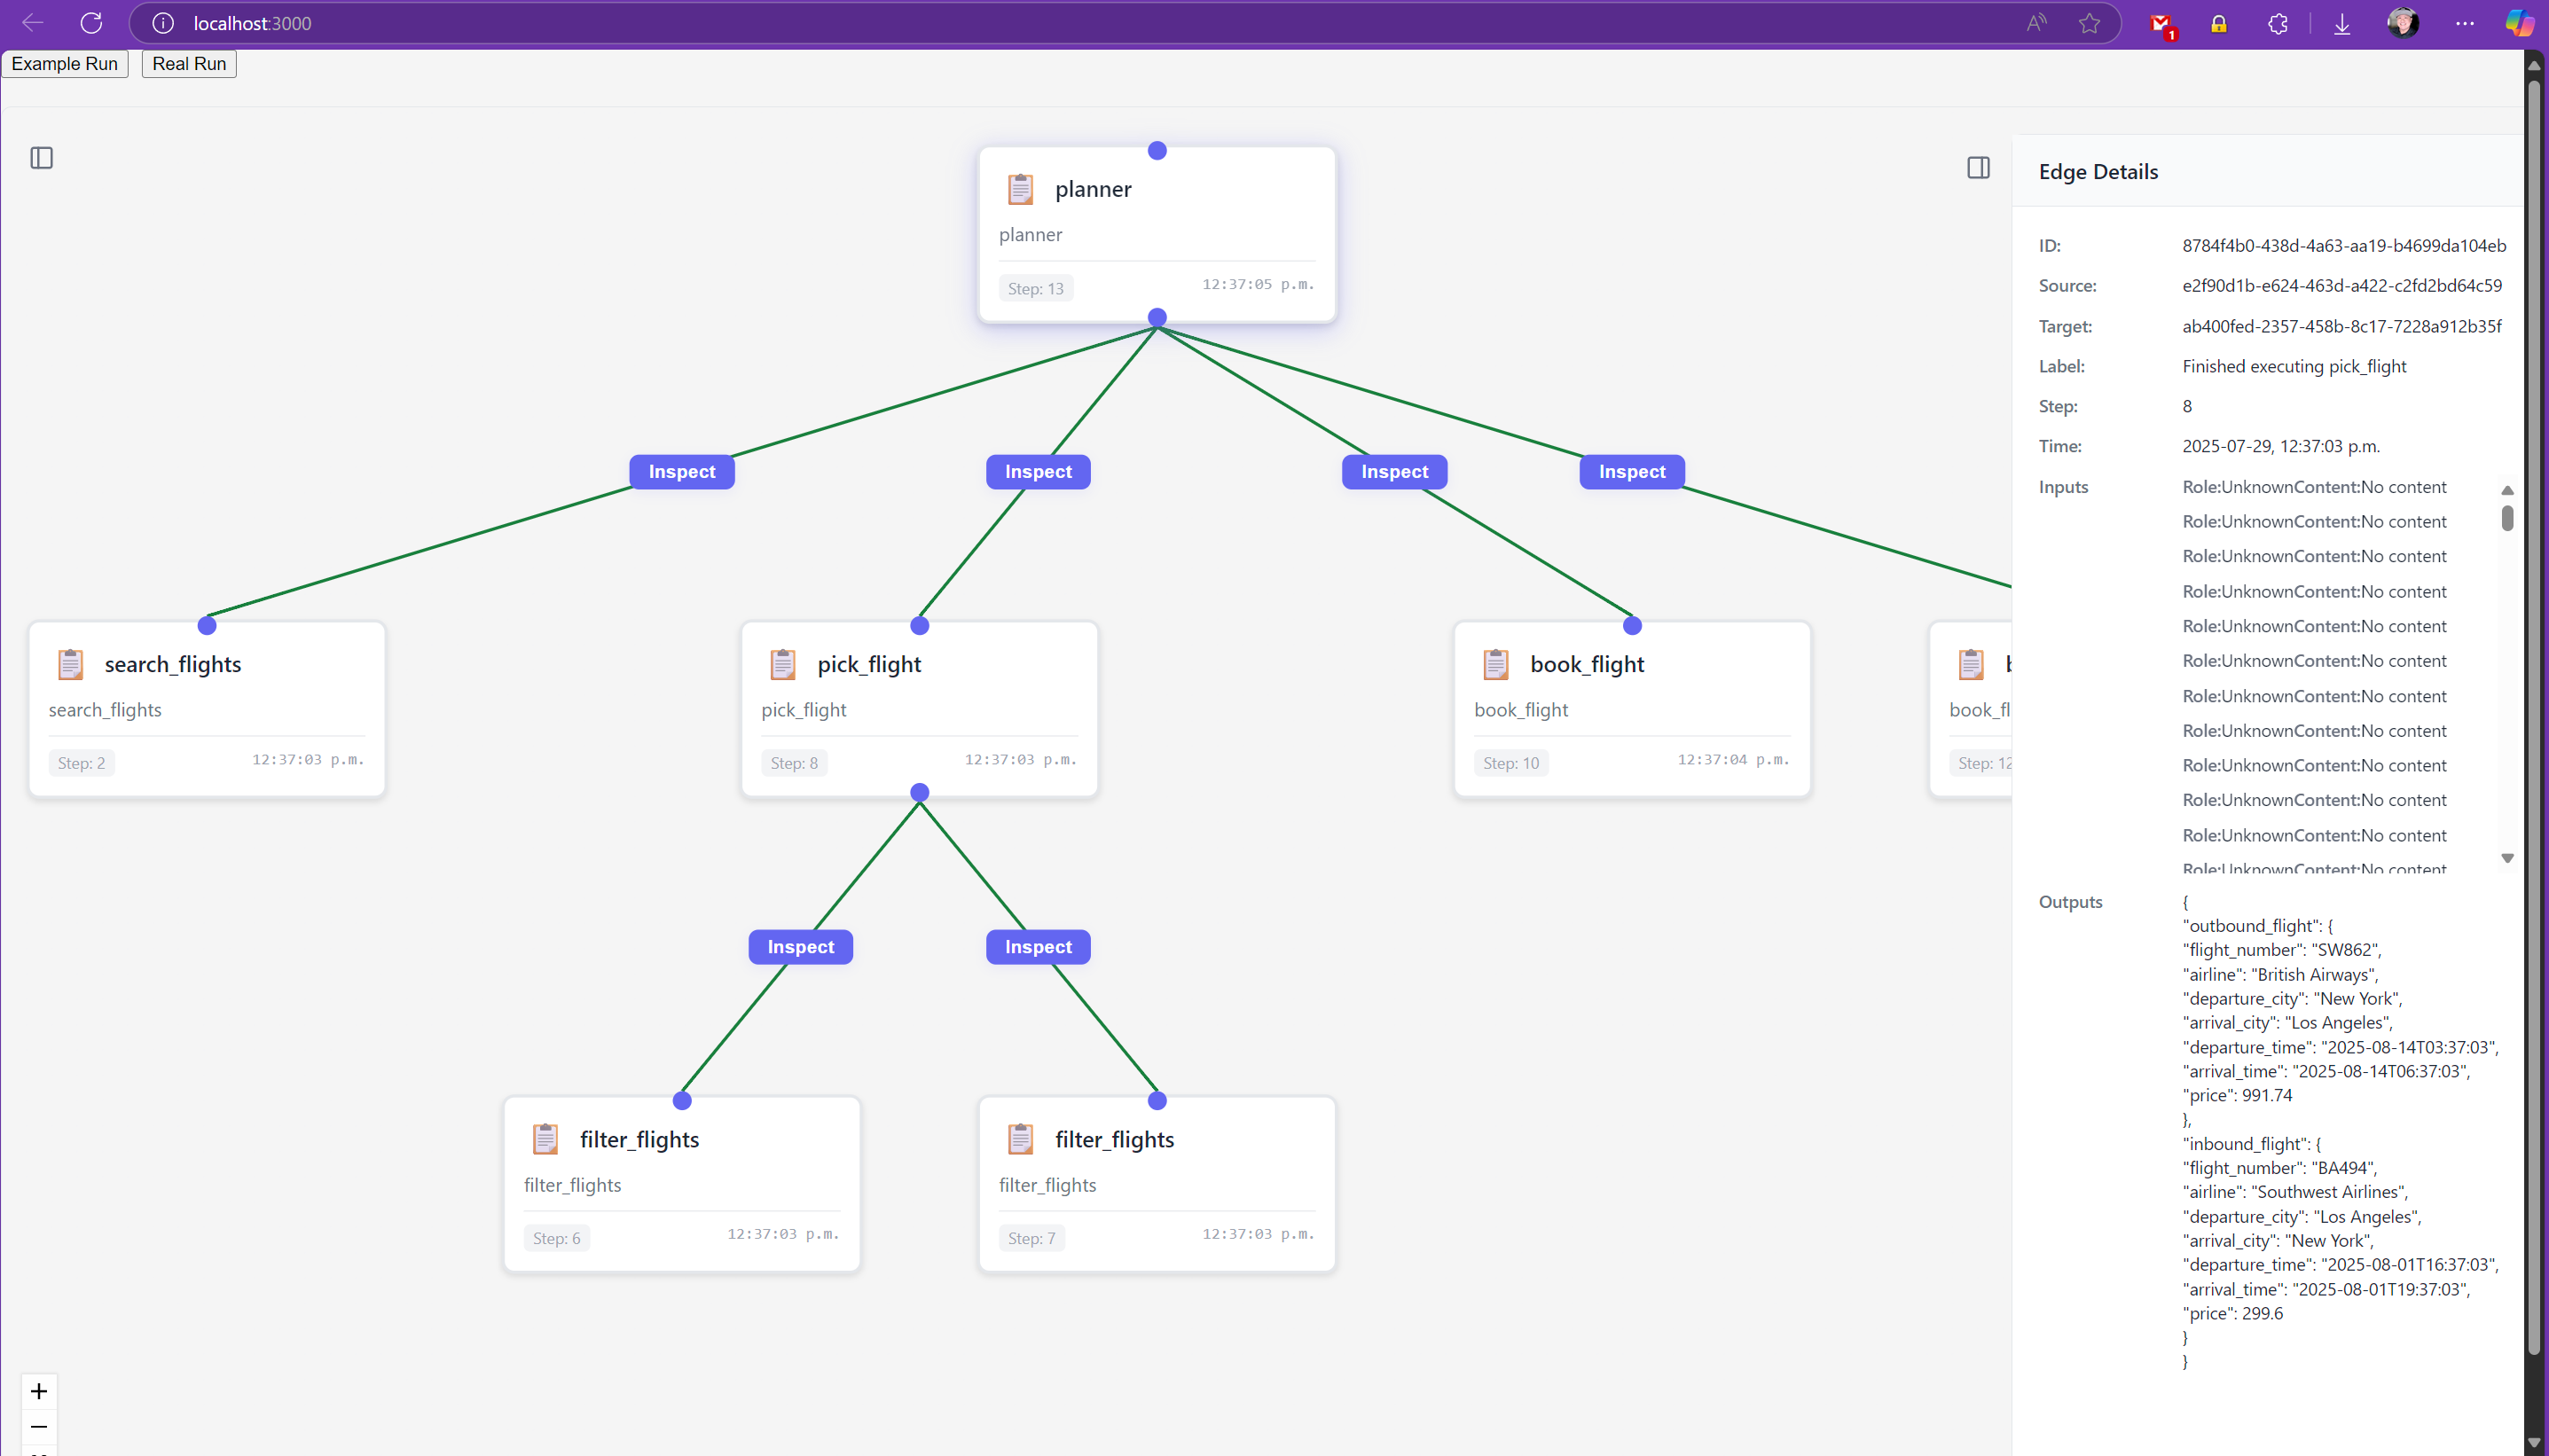 localhost:3000
1
Example Run
Real Run
planner
planner
Step: 13
12:37:05 p.m.
Inspect
Inspect
Inspect
Inspect
search_flights
search_flights
Step: 2
12:37:03 p.m.
pick_flight
pick_flight
Step: 8
12:37:03 p.m.
book_flight
book_flight
Step: 10
12:37:04 p.m.
book_fl
Step: 12
Inspect
Inspect
filter_flights
filter_flights
Step: 6
12:37:03 p.m.
filter_flights
filter_flights
Step: 7
12:37:03 p.m.
Edge Details
ID: 8784f4b0-438d-4a63-aa19-b4699da104eb
Source: e2f90d1b-e624-463d-a422-c2fd2bd64c59
Target: ab400fed-2357-458b-8c17-7228a912b35f
Label: Finished executing pick_flight
Step: 8
Time: 2025-07-29, 12:37:03 p.m.
Inputs Role:UnknownContent:No content
Role:UnknownContent:No content
Role:UnknownContent:No content
Role:UnknownContent:No content
Role:UnknownContent:No content
Role:UnknownContent:No content
Role:UnknownContent:No content
Role:UnknownContent:No content
Role:UnknownContent:No content
Role:UnknownContent:No content
Role:UnknownContent:No content
Role:UnknownContent:No content
Outputs {
"outbound_flight": {
"flight_number": "SW862",
"airline": "British Airways",
"departure_city": "New York",
"arrival_city": "Los Angeles",
"departure_time": "2025-08-14T03:37:03",
"arrival_time": "2025-08-14T06:37:03",
"price": 991.74
},
"inbound_flight": {
"flight_number": "BA494",
"airline": "Southwest Airlines",
"departure_city": "Los Angeles",
"arrival_city": "New York",
"departure_time": "2025-08-01T16:37:03",
"arrival_time": "2025-08-01T19:37:03",
"price": 299.6
}
}